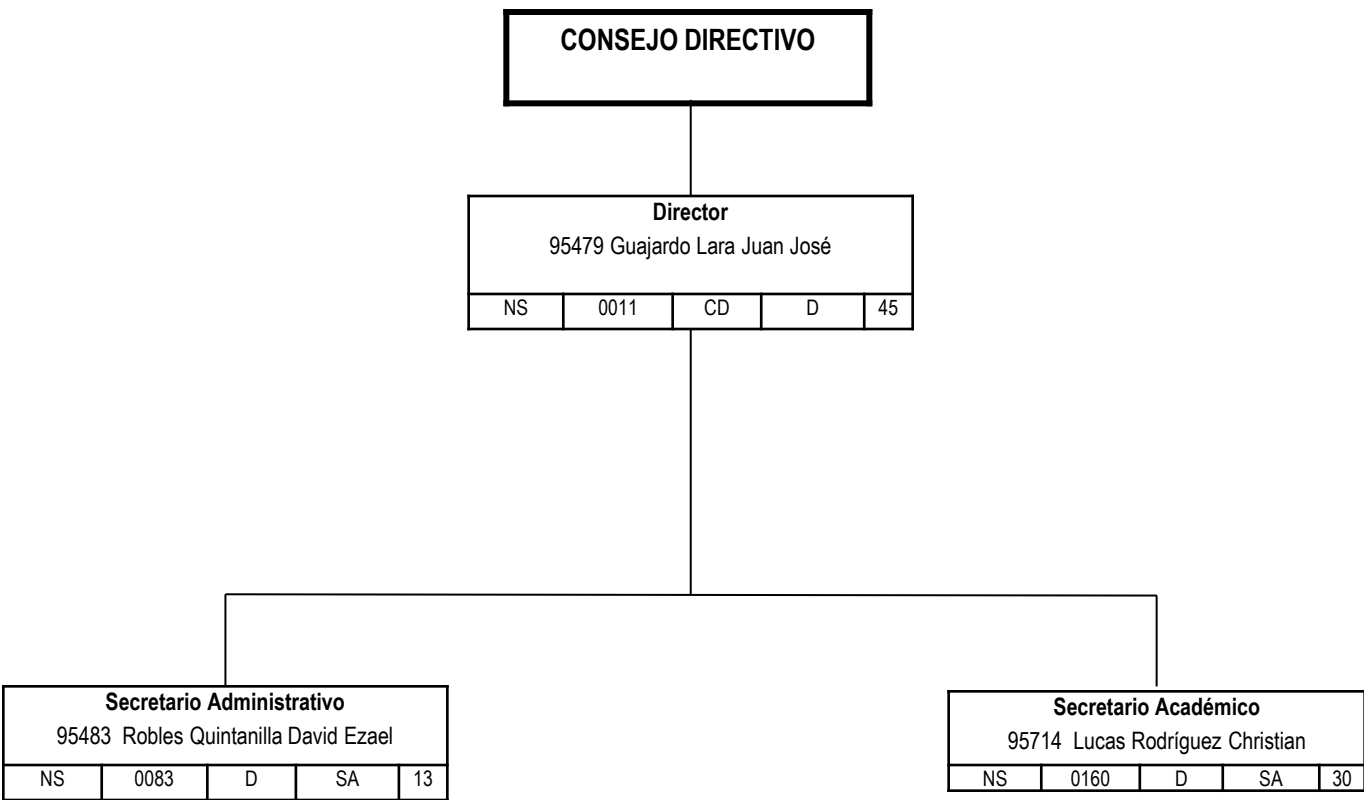 CONSEJO DIRECTIVO
Director
95479 Guajardo Lara Juan José
NS 0011 CD D 45
Secretario Administrativo
95483 Robles Quintanilla David Ezael
NS 0083 D SA 13
Secretario Académico
95714 Lucas Rodríguez Christian
NS 0160 D SA 30